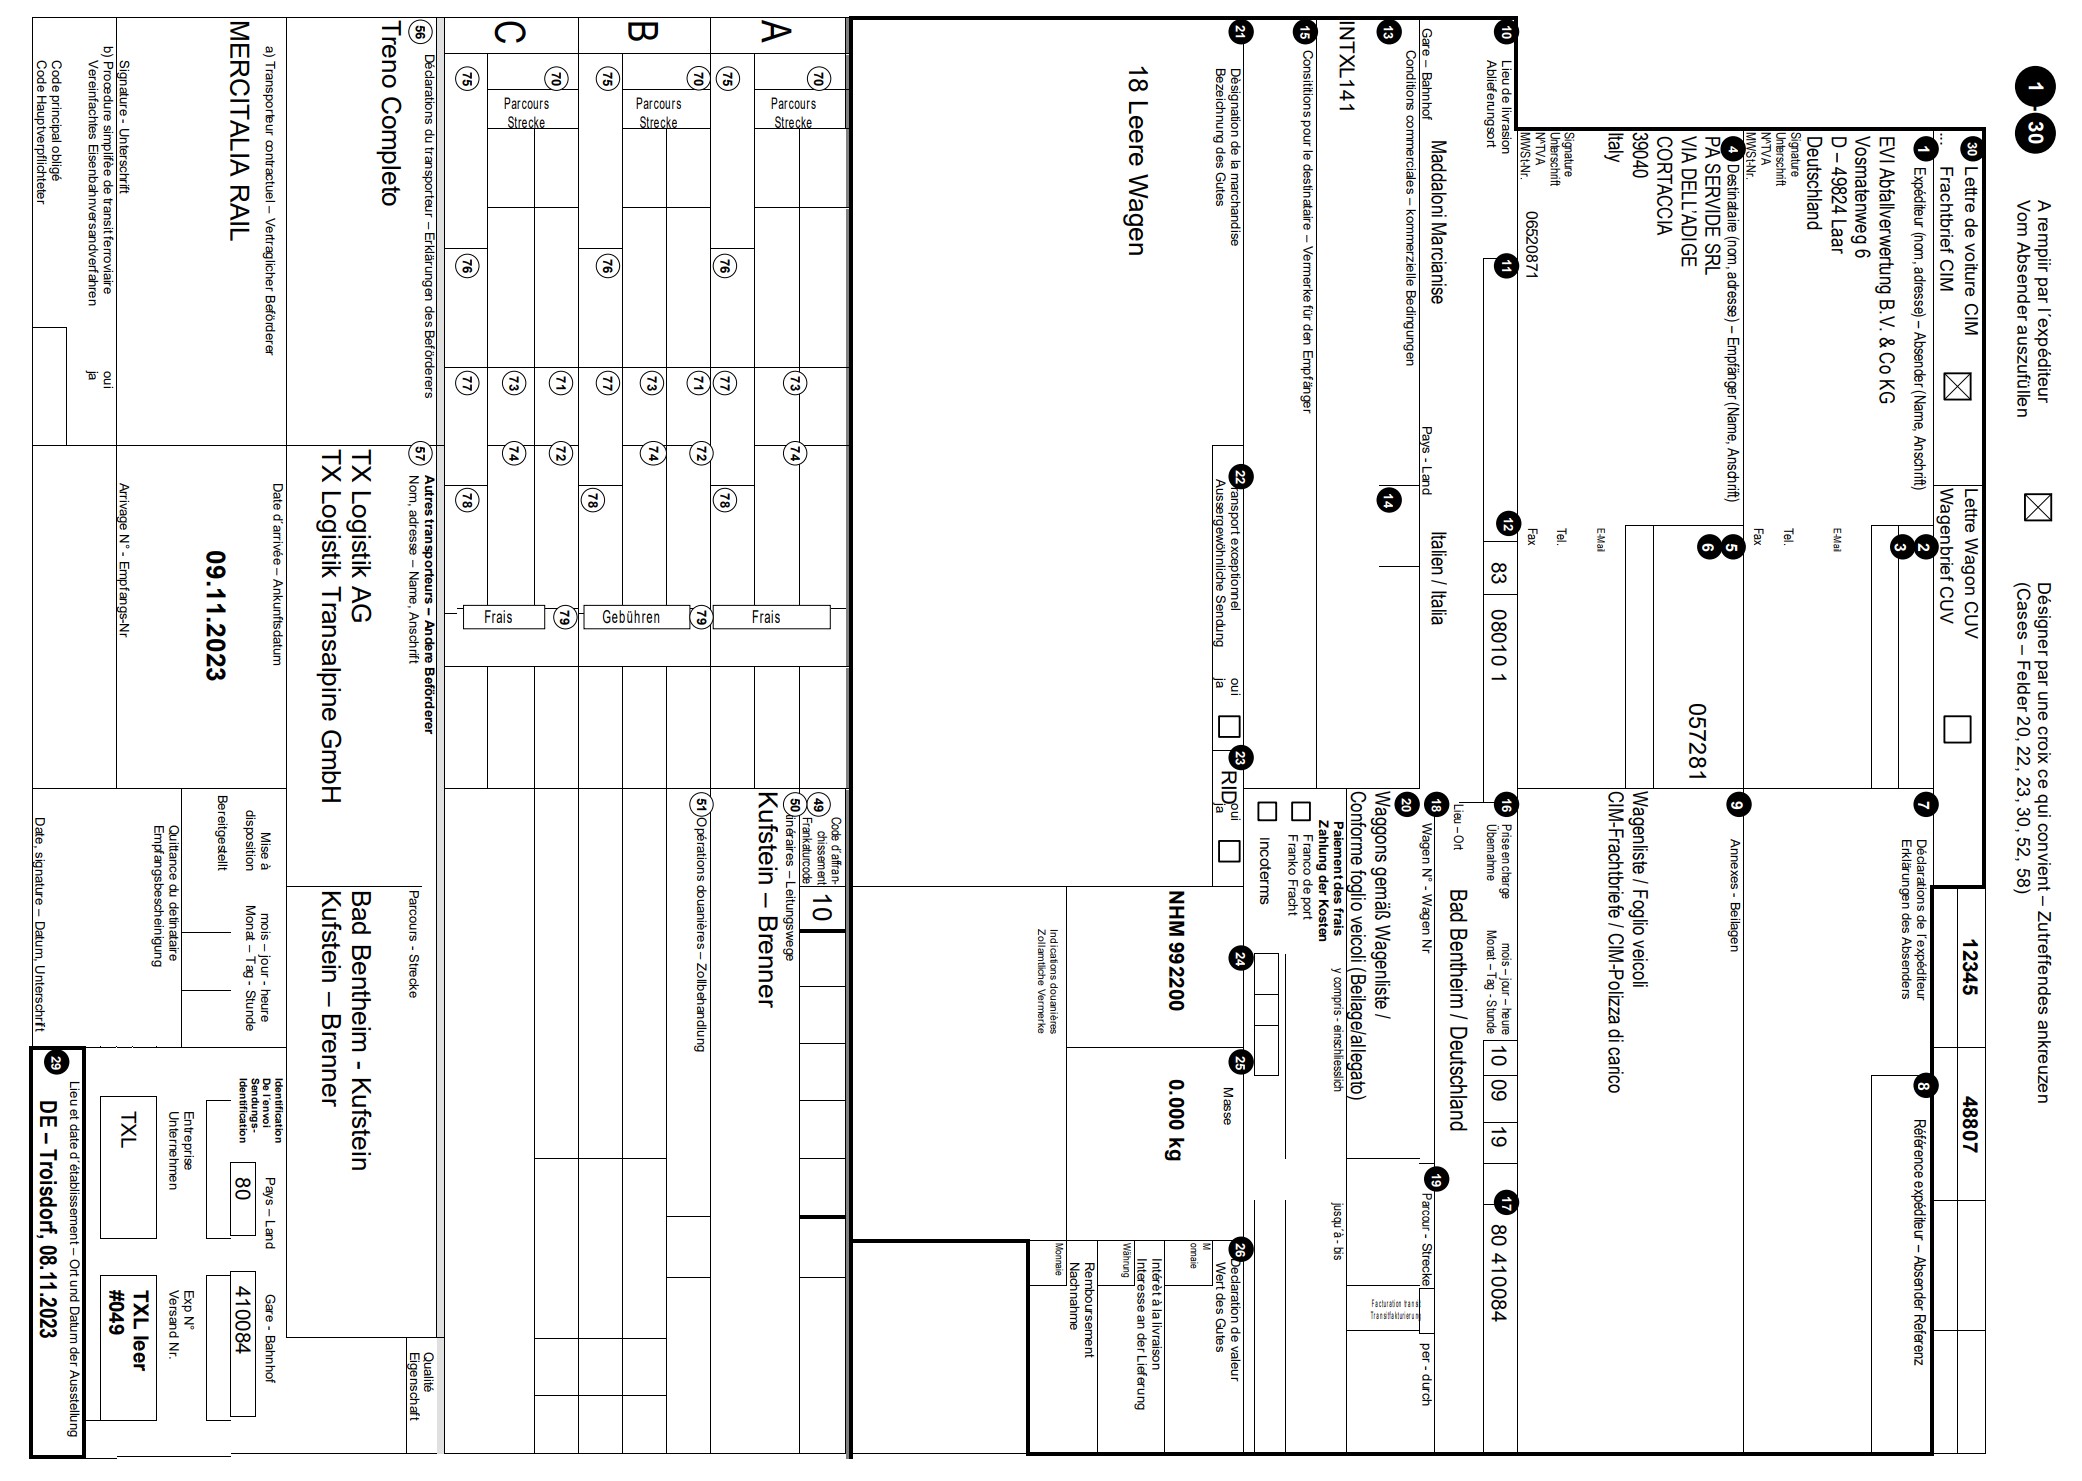 1 - 30
A rempiir par l´expéditeur
Vom Absender auszufüllen
Désigner par une croix ce qui convient – Zutreffendes ankreuzen
(Cases – Felder 20, 22, 23, 30, 52, 58)
30 Lettre de voiture CIM
... Frachtbrief CIM
Lettre Wagon CUV
Wagenbrief CUV
12345 48807
1 Expéditeur (nom, adresse) – Absender (Name, Anschrift)
EVI Abfallverwertung B.V. & Co KG
Vosmatenweg 6
D – 49824 Laar
Deutschland
Signature
Unterschrift
N^TVA
MWSt-Nr.
2
3
E-Mail
Tel.
Fax
7 Déclarations de l´expéditeur
Erklärungen des Absenders
8 Référence expéditeur – Absender Referenz
4 Destinataire (nom, adresse) – Empfänger (Name, Anschrift)
PA SERVIDE SRL
VIA DELL’ADIGE
CORTACCIA
39040
Italy
Signature
Unterschrift
N^TVA
MWSt-Nr. 06520871
5
6
057281
E-Mail
Tel.
Fax
9 Annexes - Beilagen
Wagenliste / Foglio veicoli
CIM-Frachtbriefe / CIM-Polizza di carico
10 Lieu de livrasion
Ablieferungsort
11
12 83 08010 1
Maddaloni Marcianise
Italien / Italia
Gare – Bahnhof
Pays - Land
16 Prise en charge
Übernahme
mois – jour – heure
Monat – Tag - Stunde
10 09 19
17 80 410084
Lieu – Ort
Bad Bentheim / Deutschland
Conditions commerciales – kommerzielle Bedingungen
13
14
INTXL141
18 Wagen N° - Wagen Nr
19 Parcour - Strecke
per - durch
Facturation transit
Transitfakturierung
20
Waggons gemäß Wagenliste /
Conforme foglio veicoli (Beilage/allegato)
15 Consititions pour le destinataire – Vermerke für den Empfänger
Paiement des frais
Zahlung der Kosten
y compris - einschliesslich
jusqu´à - bis
Franco de port
Franko Fracht
Incoterms
21 Dèsignation de la marchandise
Bezeichnung des Gutes
22 transport exceptionnel
Aussergewöhnliche Sendung
oui
ja
23 RID
oui
ja
24
25 Masse
26 Declaration de valeur
Wert des Gutes
M
onnaie
NHM 992200
0.000 kg
18 Leere Wagen
Intérèt à la livraison
Interesse an der Lieferung
Währung
Remboursement
Nachnahme
Monnaie
Indications douanières
Zollamtliche Vermerke
A
70 Parcours
Strecke
73 74
75 76 77 78
Frais
49 Code d´affran-
chissement
Frankaturcode
10
50 Itinéraires – Leitungswege
Kufstein – Brenner
B
70 Parcours
Strecke
71 72 79
73 74
75 76 77 78
Gebühren
51 Opérations douanières – Zollbehandlung
C
70 Parcours
Strecke
71 72 79
73 74
75 76 77 78
Frais
56 Déclarations du transporteur – Erklärungen des Beförderers
Treno Completo
57 Autres transporteurs – Andere Beförderer
Nom, adresse – Name, Anschrift
TX Logistik AG
TX Logistik Transalpine GmbH
Parcours - Strecke
Bad Bentheim - Kufstein
Kufstein – Brenner
Qualité
Eigenschaft
a) Transporteur contractuel – Vertraglicher Beförderer
MERCITALIA RAIL
Signature - Unterschrift
Date d´arrivée – Ankunftsdatum
09.11.2023
Arrivage N° - Empfangs-Nr
Mise à
disposition
mois – jour - heure
Monat – Tag - Stunde
Bereitgestellt
Quittance du detinataire
Empfangsbescheinigung
Date, signature – Datum, Unterschrift
Identification
De l´envoi
Sendungs-
Identification
Pays – Land
Gare - Bahnhof
80 410084
Entreprise
Unternehmen
Exp N°
Versand Nr.
TXL
TXL leer
#049
b) Procedure simplifèe de transit ferroviaire
Vereinfachtes Eisenbahnversandverfahren
oui
ja
Code principal obligé
Code Hauptverpflichteter
Lieu et date d´établissement – Ort und Datum der Ausstellung
29 DE – Troisdorf, 08.11.2023